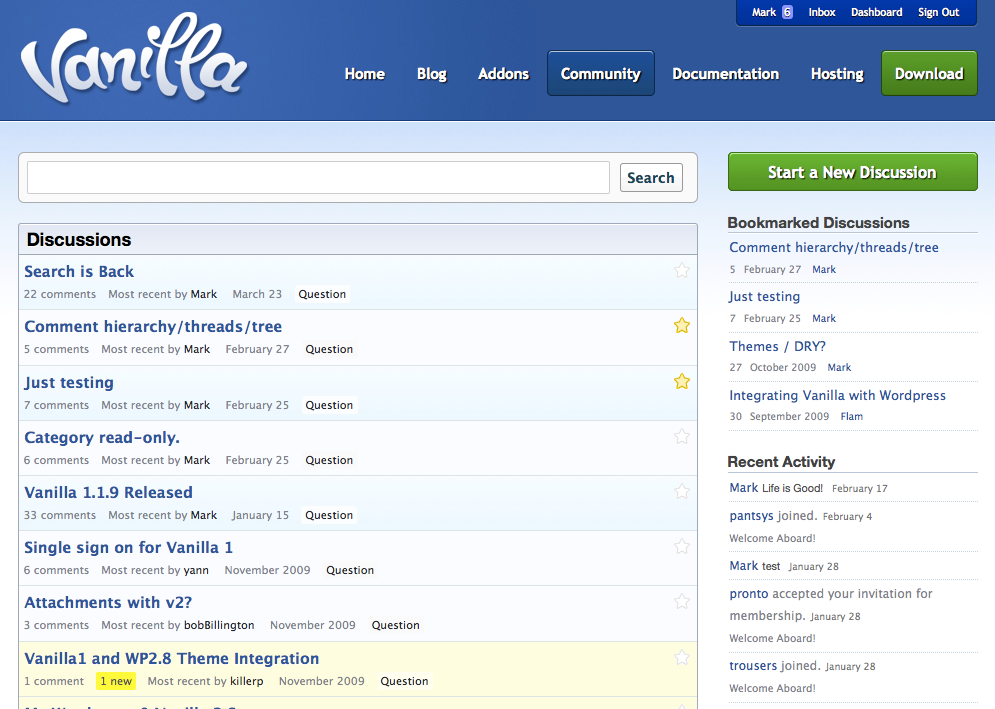 Mark 6 Inbox Dashboard Sign Out
Vanilla
Home Blog Addons Community Documentation Hosting Download
Search
Start a New Discussion
Discussions
Search is Back
22 comments Most recent by Mark March 23 Question
Comment hierarchy/threads/tree
5 comments Most recent by Mark February 27 Question
Just testing
7 comments Most recent by Mark February 25 Question
Category read-only.
6 comments Most recent by Mark February 25 Question
Vanilla 1.1.9 Released
33 comments Most recent by Mark January 15 Question
Single sign on for Vanilla 1
6 comments Most recent by yann November 2009 Question
Attachments with v2?
3 comments Most recent by bobBillington November 2009 Question
Vanilla1 and WP2.8 Theme Integration
1 comment 1 new Most recent by killerp November 2009 Question
Bookmarked Discussions
Comment hierarchy/threads/tree
5 February 27 Mark
Just testing
7 February 25 Mark
Themes / DRY?
27 October 2009 Mark
Integrating Vanilla with Wordpress
30 September 2009 Flam
Recent Activity
Mark Life is Good! February 17
pantsys joined. February 4
Welcome Aboard!
Mark test January 28
pronto accepted your invitation for
membership. January 28
Welcome Aboard!
trousers joined. January 28
Welcome Aboard!